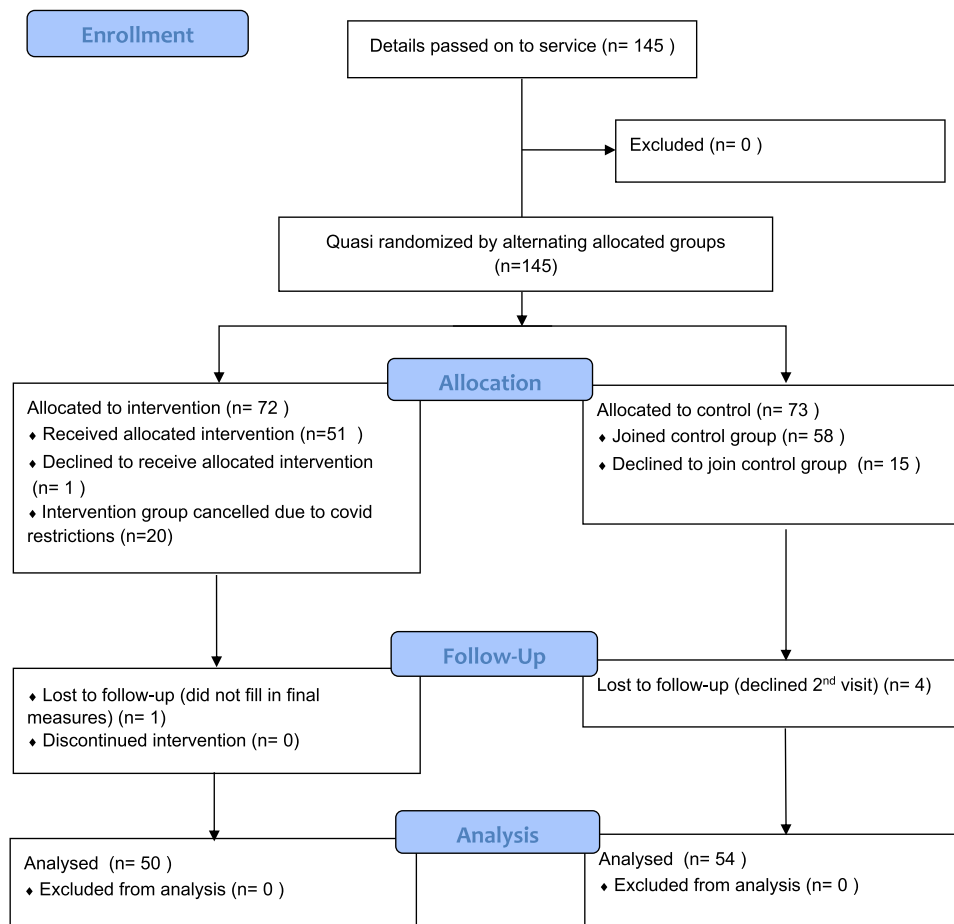 Enrollment
Details passed on to service (n= 145 )
Excluded (n= 0 )
Quasi randomized by alternating allocated groups
(n=145)
Allocation
Allocated to intervention (n= 72 )
♦ Received allocated intervention (n=51 )
♦ Declined to receive allocated intervention
(n= 1 )
♦ Intervention group cancelled due to covid
restrictions (n=20)
Allocated to control (n= 73 )
♦ Joined control group (n= 58 )
♦ Declined to join control group (n= 15 )
Follow-Up
♦ Lost to follow-up (did not fill in final
measures) (n= 1)
♦ Discontinued intervention (n= 0)
Lost to follow-up (declined 2nd visit) (n= 4)
Analysis
Analysed (n= 50 )
♦ Excluded from analysis (n= 0 )
Analysed (n= 54 )
♦ Excluded from analysis (n= 0 )